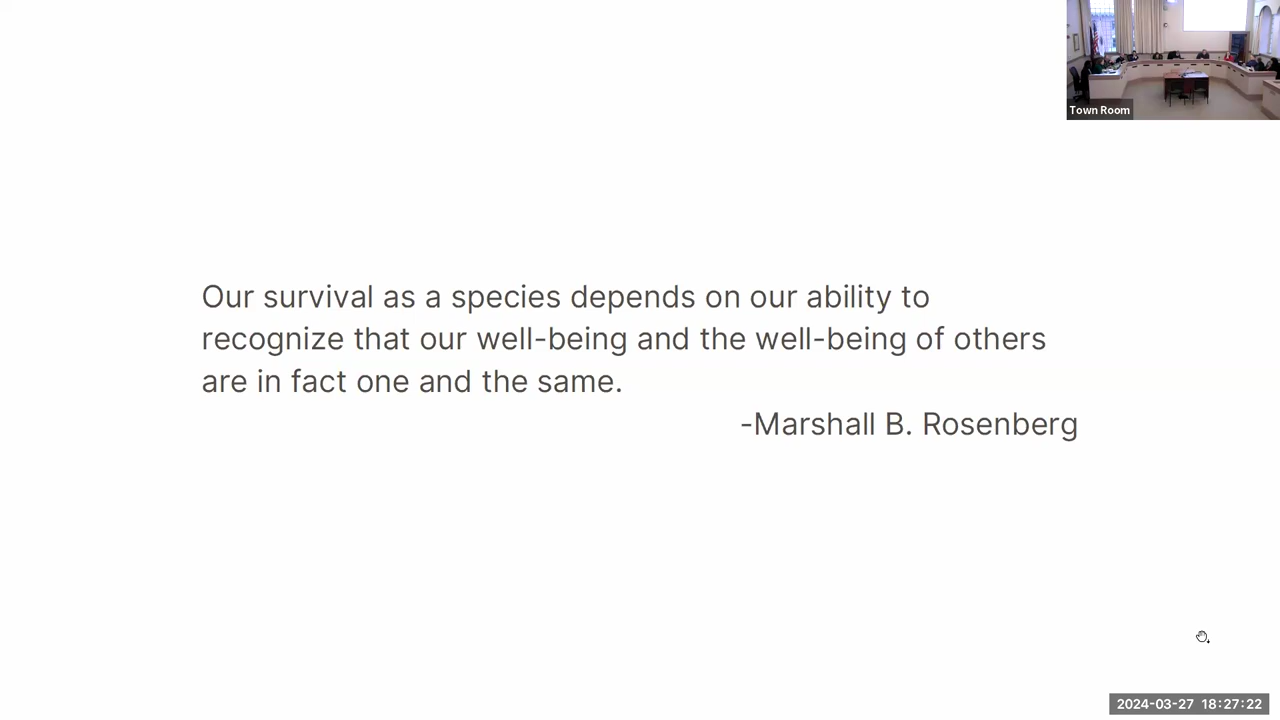 Town Room
Our survival as a species depends on our ability to
recognize that our well-being and the well-being of others
are in fact one and the same.
-Marshall B. Rosenberg
2024-03-27 18:27:22